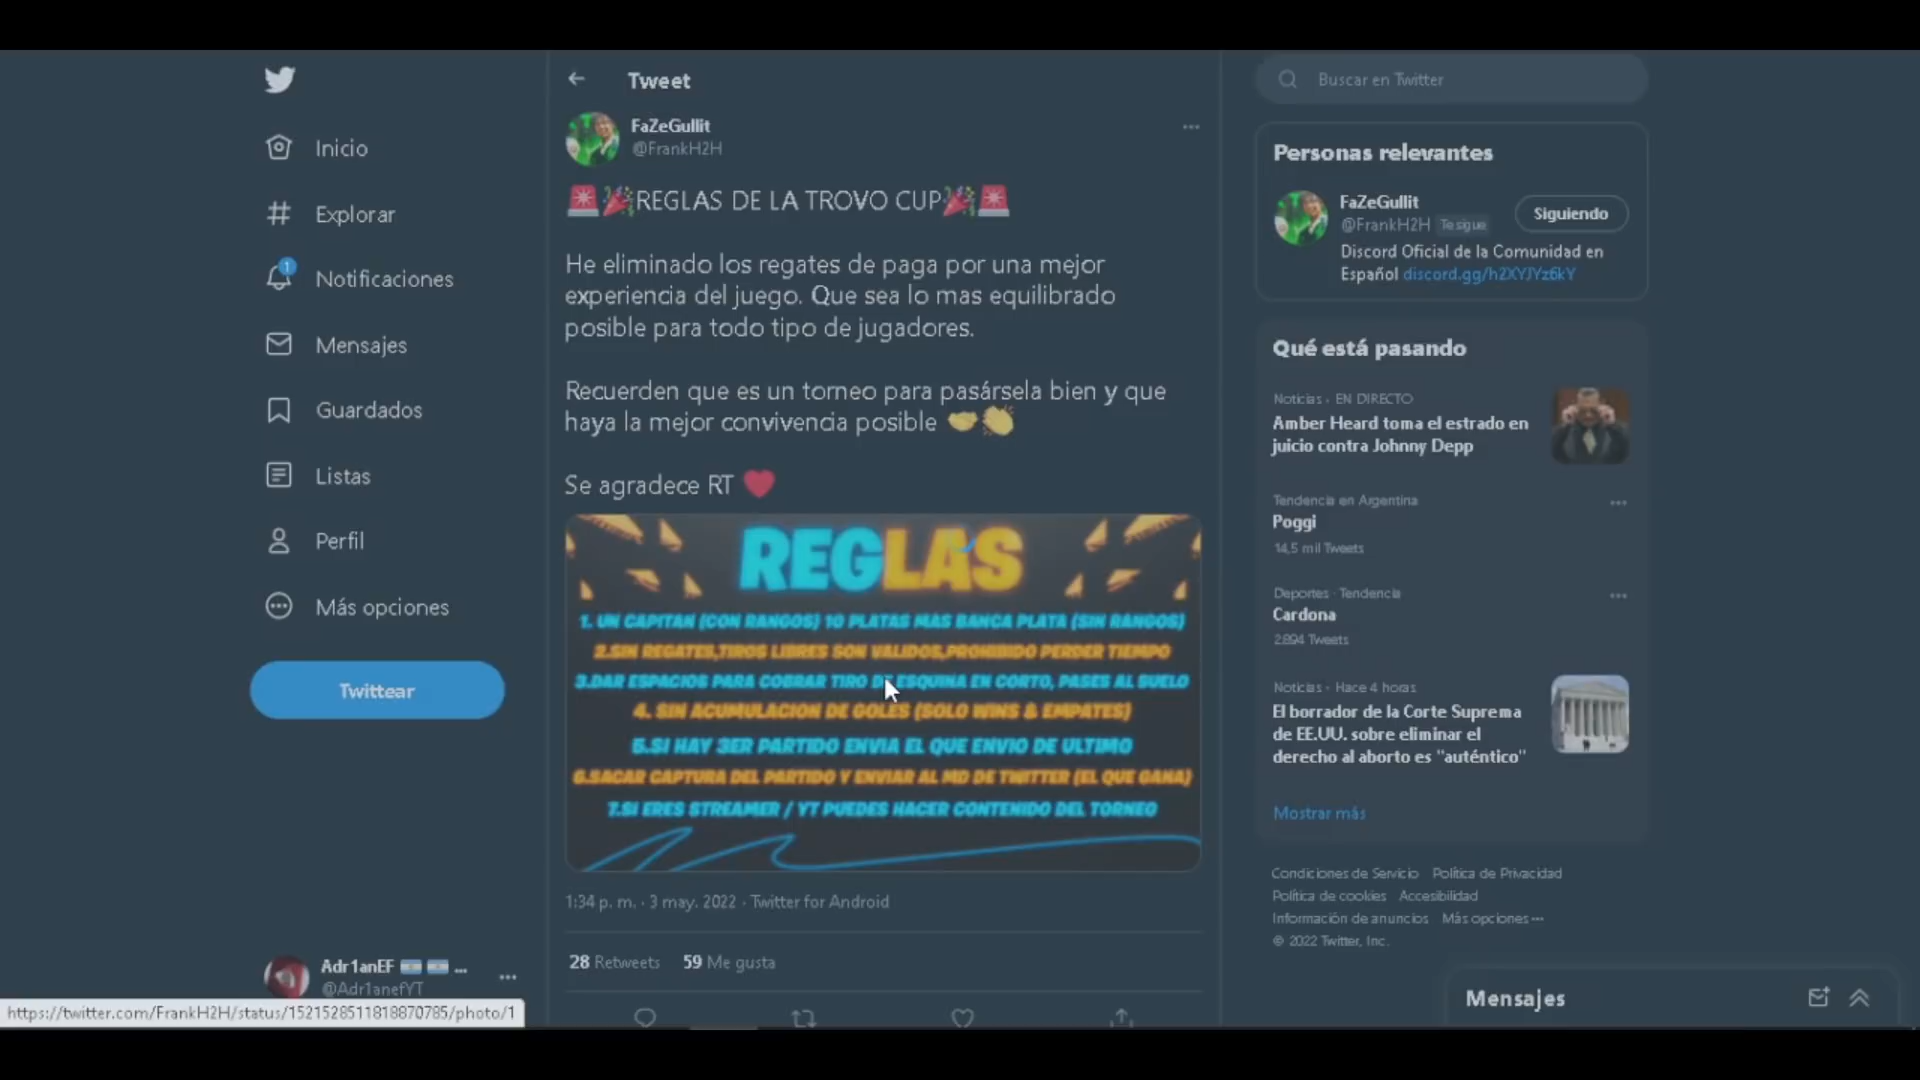 Inicio
Explorar
1
Notificaciones
Mensajes
Guardados
Listas
Perfil
Más opciones
Twittear
Adr1anEF ...
@Adr1anefYT
https://twitter.com/FrankH2H/status/1521528511818870785/photo/1
Tweet
FaZeGullit
@FrankH2H
REGLAS DE LA TROVO CUP
He eliminado los regates de paga por una mejor
experiencia del juego. Que sea lo mas equilibrado
posible para todo tipo de jugadores.
Recuerden que es un torneo para pasársela bien y que
haya la mejor convivencia posible
Se agradece RT
REGLAS
1. UN CAPITAN (CON RANGOS) 10 PLATAS MAS BANCA PLATA (SIN RANGOS)
2.SIN REGATES,TIROS LIBRES SON VALIDOS,PROHIBIDO PERDER TIEMPO
3.DAR ESPACIOS PARA COBRAR TIRO DE ESQUINA EN CORTO, PASES AL SUELO
4. SIN ACUMULACION DE GOLES (SOLO WINS & EMPATES)
5.SI HAY 3ER PARTIDO ENVIA EL QUE ENVIO DE ULTIMO
6.SACAR CAPTURA DEL PARTIDO Y ENVIAR AL MD DE TWITTER (EL QUE GANA)
7.SI ERES STREAMER / YT PUEDES HACER CONTENIDO DEL TORNEO
1:34 p. m. · 3 may. 2022 · Twitter for Android
28 Retweets 59 Me gusta
Buscar en Twitter
Personas relevantes
FaZeGullit
@FrankH2H Te sigue
Siguiendo
Discord Oficial de la Comunidad en
Español discord.gg/h2XYJYz6kY
Qué está pasando
Noticias · EN DIRECTO
Amber Heard toma el estrado en
juicio contra Johnny Depp
Tendencia en Argentina
Poggi
14,5 mil Tweets
Deportes · Tendencia
Cardona
2.894 Tweets
Noticias · Hace 4 horas
El borrador de la Corte Suprema
de EE.UU. sobre eliminar el
derecho al aborto es "auténtico"
Mostrar más
Condiciones de Servicio Política de Privacidad
Política de cookies Accesibilidad
Información de anuncios Más opciones ···
© 2022 Twitter, Inc.
Mensajes